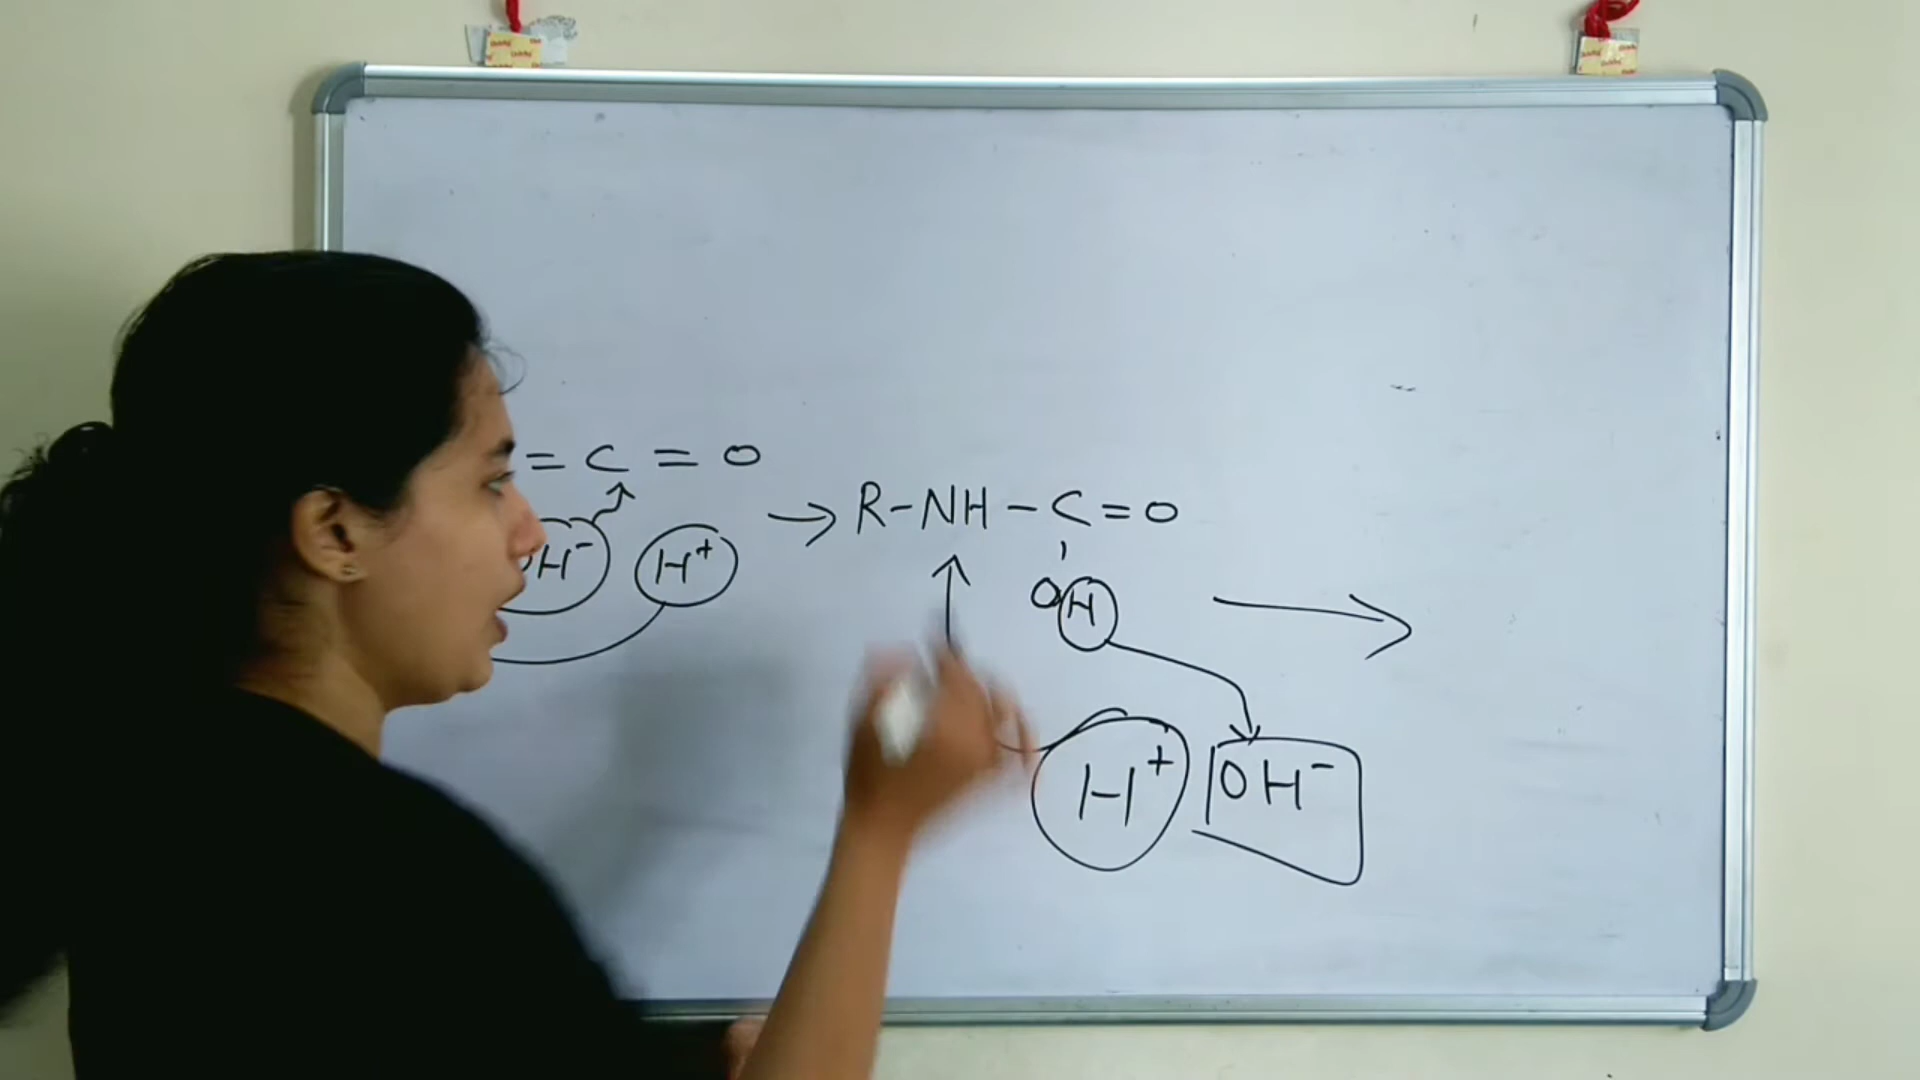 = C = O
OH⁻ H⁺
→ R-NH-C=O
OH
→
H⁺ OH⁻